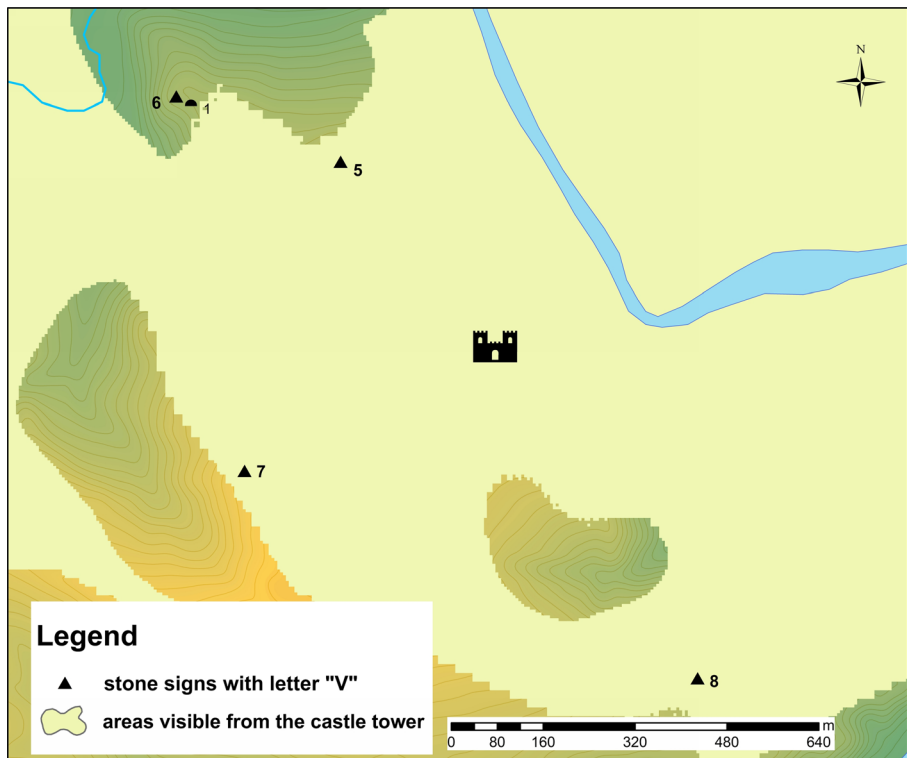 N
6
1
5
7
8
Legend
stone signs with letter "V"
areas visible from the castle tower
m
0 80 160 320 480 640